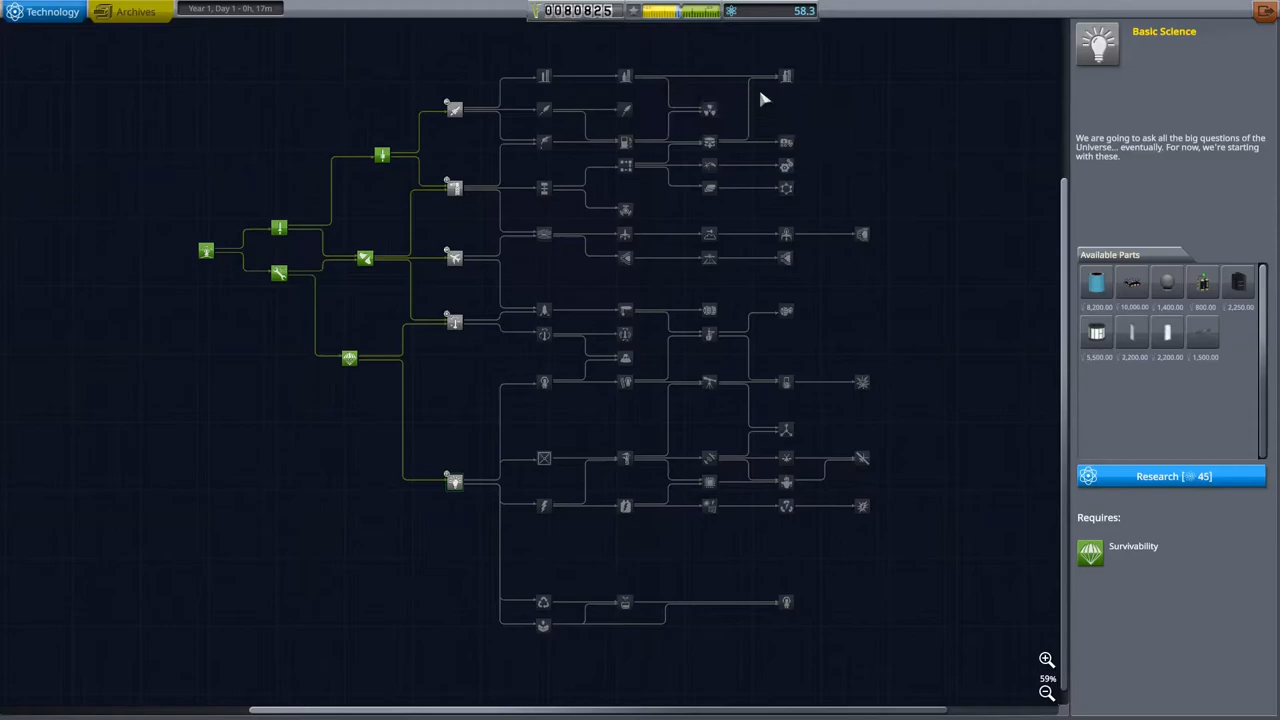 Technology
Archives
Year 1, Day 1 - 0h, 17m
0080825
58.3
Basic Science
We are going to ask all the big questions of the
Universe... eventually. For now, we're starting
with these.
Available Parts
8,200.00 10,000.00 1,400.00 800.00 2,250.00
5,500.00 2,200.00 2,200.00 1,500.00
Research [ 45]
Requires:
Survivability
59%